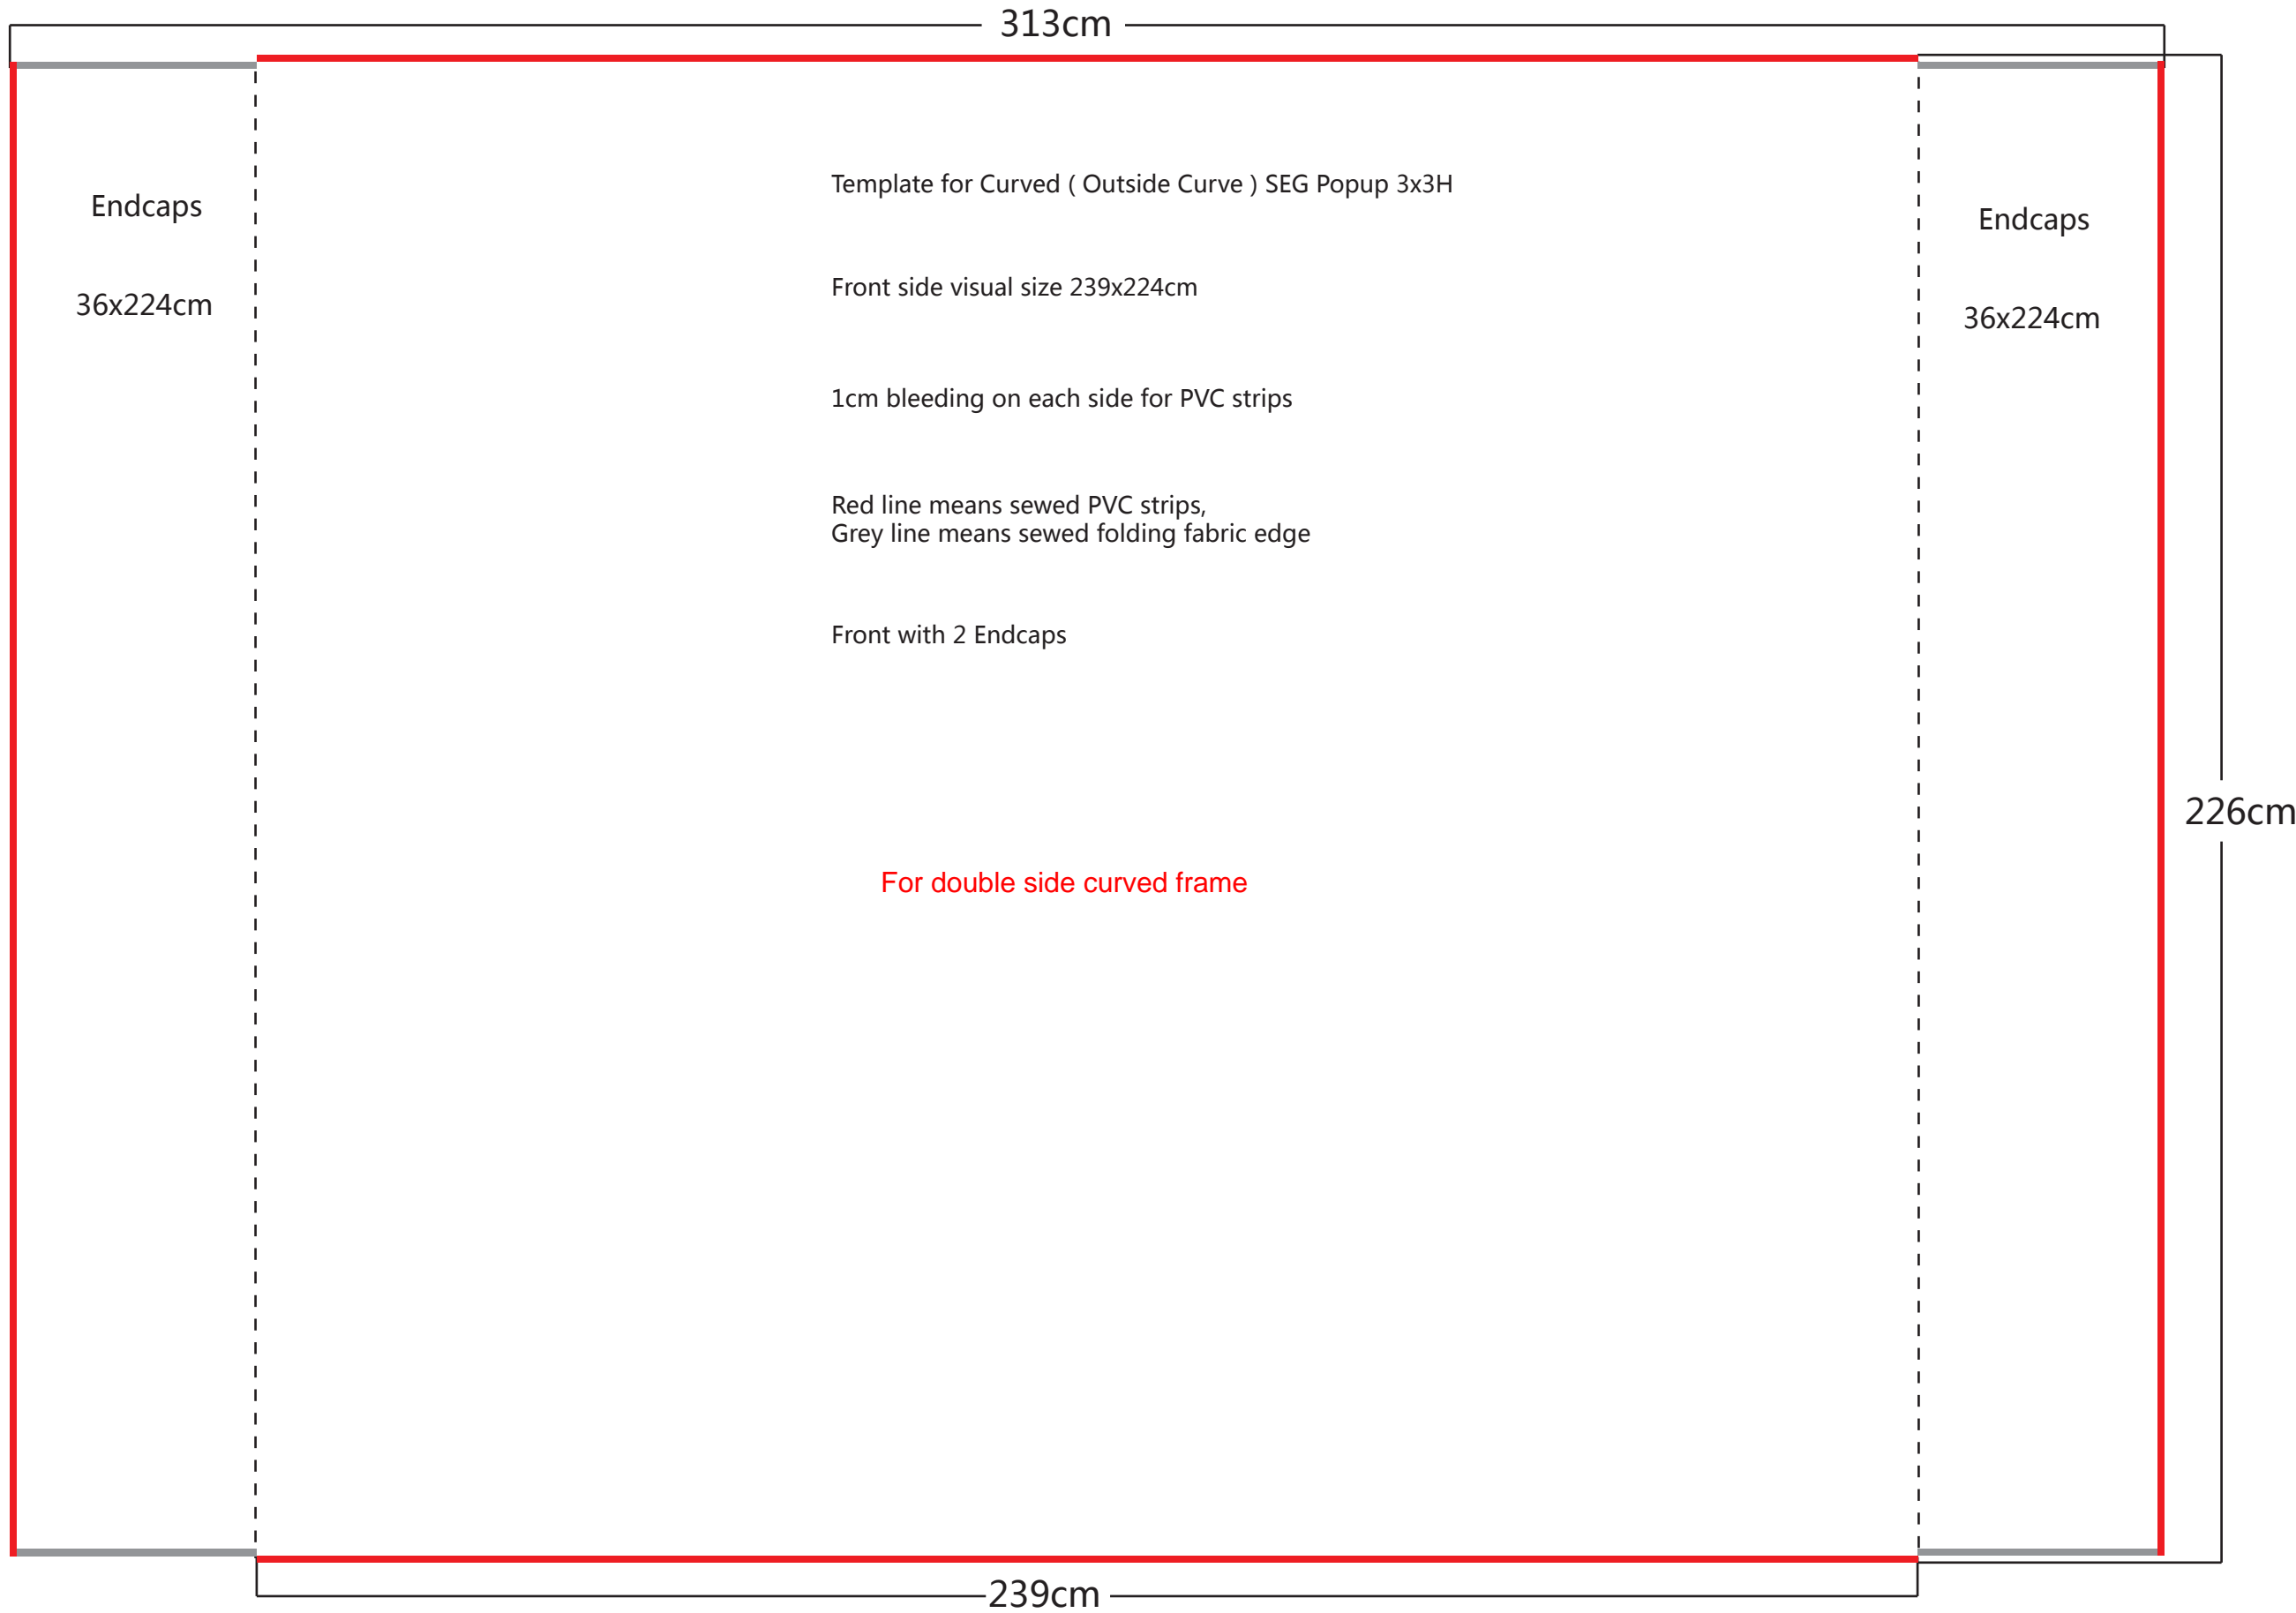 313cm
Template for Curved ( Outside Curve ) SEG Popup 3x3H
Endcaps
Endcaps
Front side visual size 239x224cm
36x224cm
36x224cm
1cm bleeding on each side for PVC strips
Red line means sewed PVC strips,
Grey line means sewed folding fabric edge
Front with 2 Endcaps
226cm
For double side curved frame
239cm